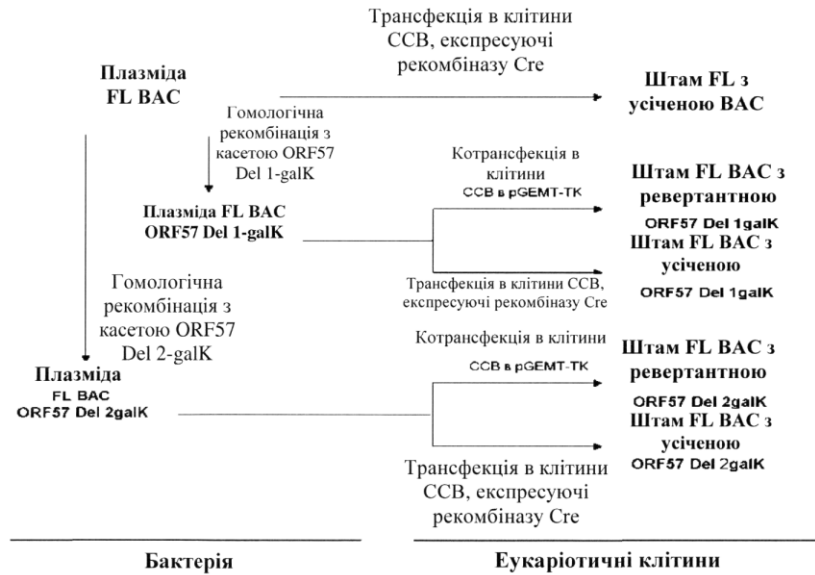 Трансфекція в клітини
ССВ, експресуючі
рекомбіназу Cre
Плазміда
FL BAC
Штам FL з
усіченою BAC
Гомологічна
рекомбінація з
касетою ORF57
Del 1-galK
Котрансфекція в
клітини
ССВ в pGEMT-TK
Штам FL BAC з
ревертантною
ORF57 Del 1galK
Плазміда FL BAC
ORF57 Del 1-galK
Штам FL BAC з
усіченою
ORF57 Del 1galK
Трансфекція в клітини ССВ,
експресуючі рекомбіназу Cre
Гомологічна
рекомбінація з
касетою ORF57
Del 2-galK
Котрансфекція в клітини
ССВ в pGEMT-TK
Штам FL BAC з
ревертантною
ORF57 Del 2galK
Плазміда
FL BAC
ORF57 Del 2galK
Штам FL BAC з
усіченою
ORF57 Del 2galK
Трансфекція в клітини
ССВ, експресуючі
рекомбіназу Cre
Бактерія
Еукаріотичні клітини